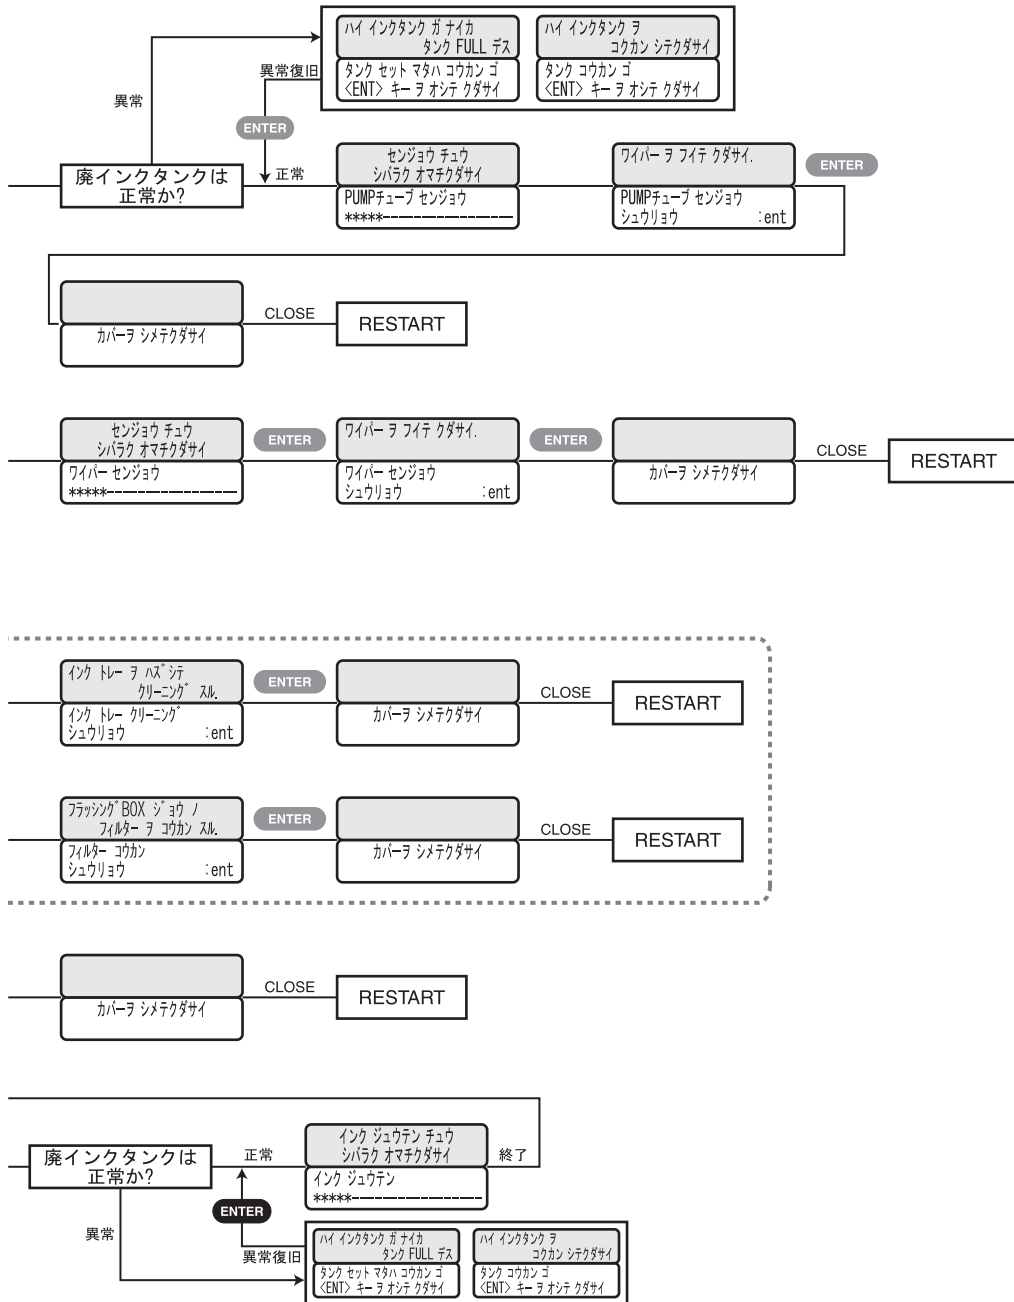 ハイ インクタンク ガ ナイカ
タンク FULL デス
タンク セット マタハ コウカン ゴ
〈ENT〉 キー ヲ オシテ クダサイ
ハイ インクタンク ヲ
コクカン シテクダサイ
タンク コウカン ゴ
〈ENT〉 キー ヲ オシテ クダサイ
異常
異常復旧
ENTER
廃インクタンクは
正常か?
正常
センジョウ チュウ
シバラク オマチクダサイ
PUMPチューブ センジョウ
*****-----------------
ワイパー ヲ フイテ クダサイ.
PUMPチューブ センジョウ
シュウリョウ :ent
ENTER
カバーヲ シメテクダサイ
CLOSE
RESTART
センジョウ チュウ
シバラク オマチクダサイ
ワイパー センジョウ
*****-----------------
ENTER
ワイパー ヲ フイテ クダサイ.
ワイパー センジョウ
シュウリョウ :ent
ENTER
カバーヲ シメテクダサイ
CLOSE
RESTART
インク トレー ヲ ハズシテ
クリーニング スル.
インク トレー クリーニング
シュウリョウ :ent
ENTER
カバーヲ シメテクダサイ
CLOSE
RESTART
フラッシングBOX ジョウ ノ
フィルター ヲ コウカン スル.
フィルター コウカン
シュウリョウ :ent
ENTER
カバーヲ シメテクダサイ
CLOSE
RESTART
カバーヲ シメテクダサイ
CLOSE
RESTART
廃インクタンクは
正常か?
正常
インク ジュウテン チュウ
シバラク オマチクダサイ
インク ジュウテン
*****-----------------
終了
ENTER
異常
異常復旧
ハイ インクタンク ガ ナイカ
タンク FULL デス
タンク セット マタハ コウカン ゴ
〈ENT〉 キー ヲ オシテ クダサイ
ハイ インクタンク ヲ
コクカン シテクダサイ
タンク コウカン ゴ
〈ENT〉 キー ヲ オシテ クダサイ